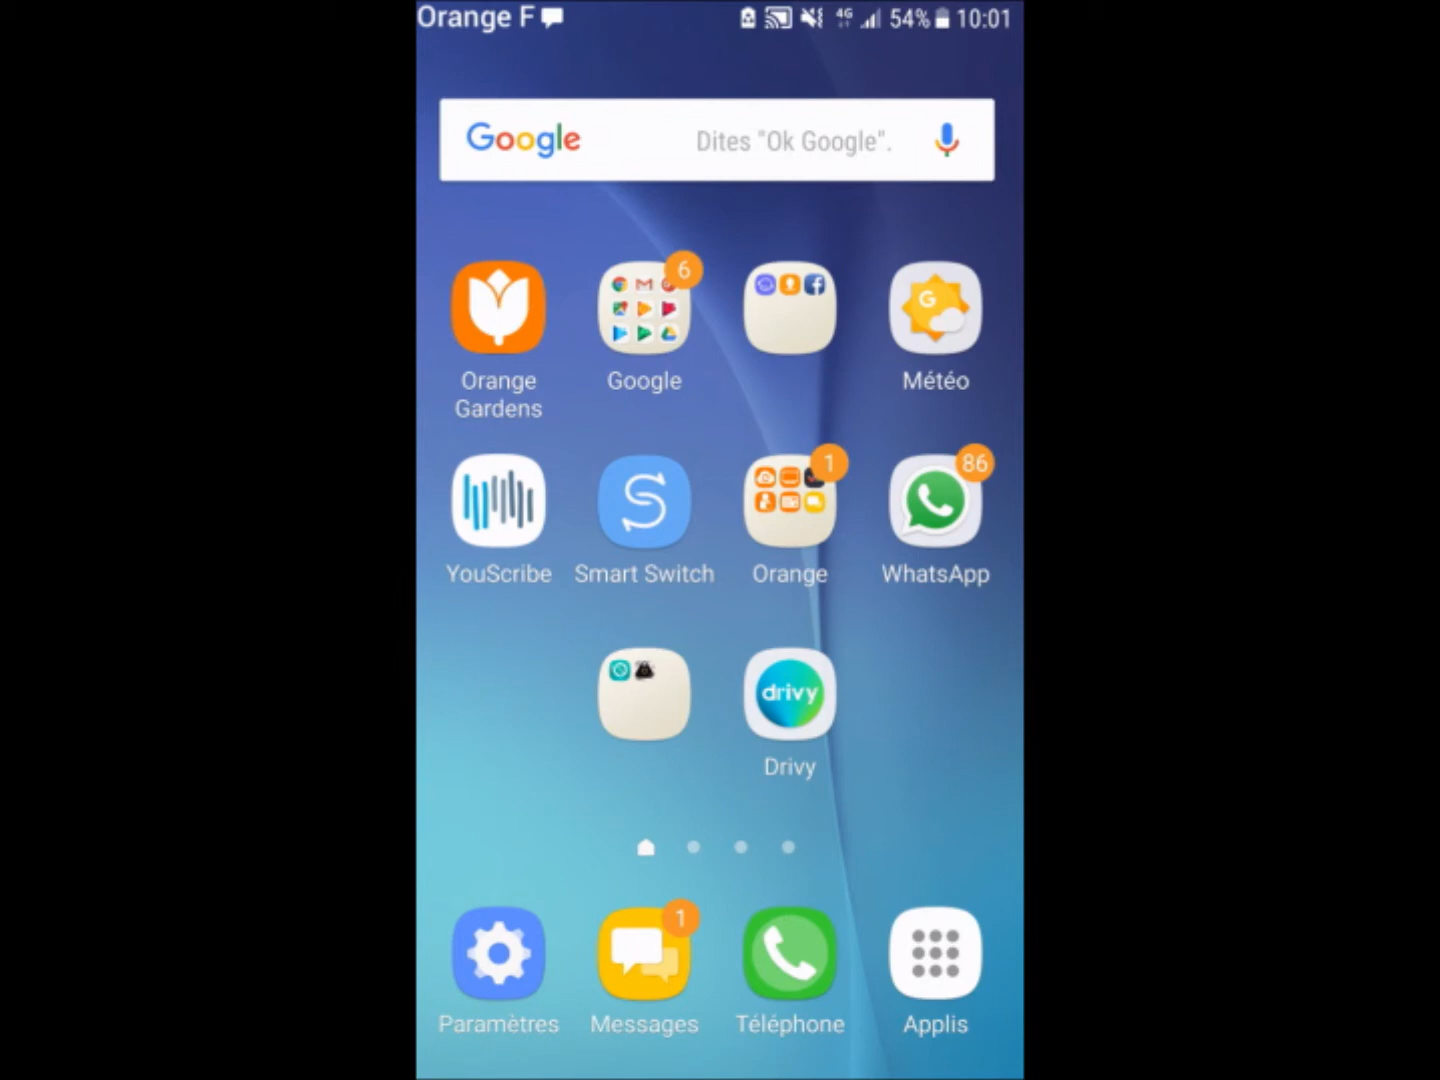 Orange F 4G 54% 10:01
Google Dites "Ok Google".
6
G
Orange Gardens
Google
Météo
1
86
YouScribe
Smart Switch
Orange
WhatsApp
drivy
Drivy
1
Paramètres
Messages
Téléphone
Applis